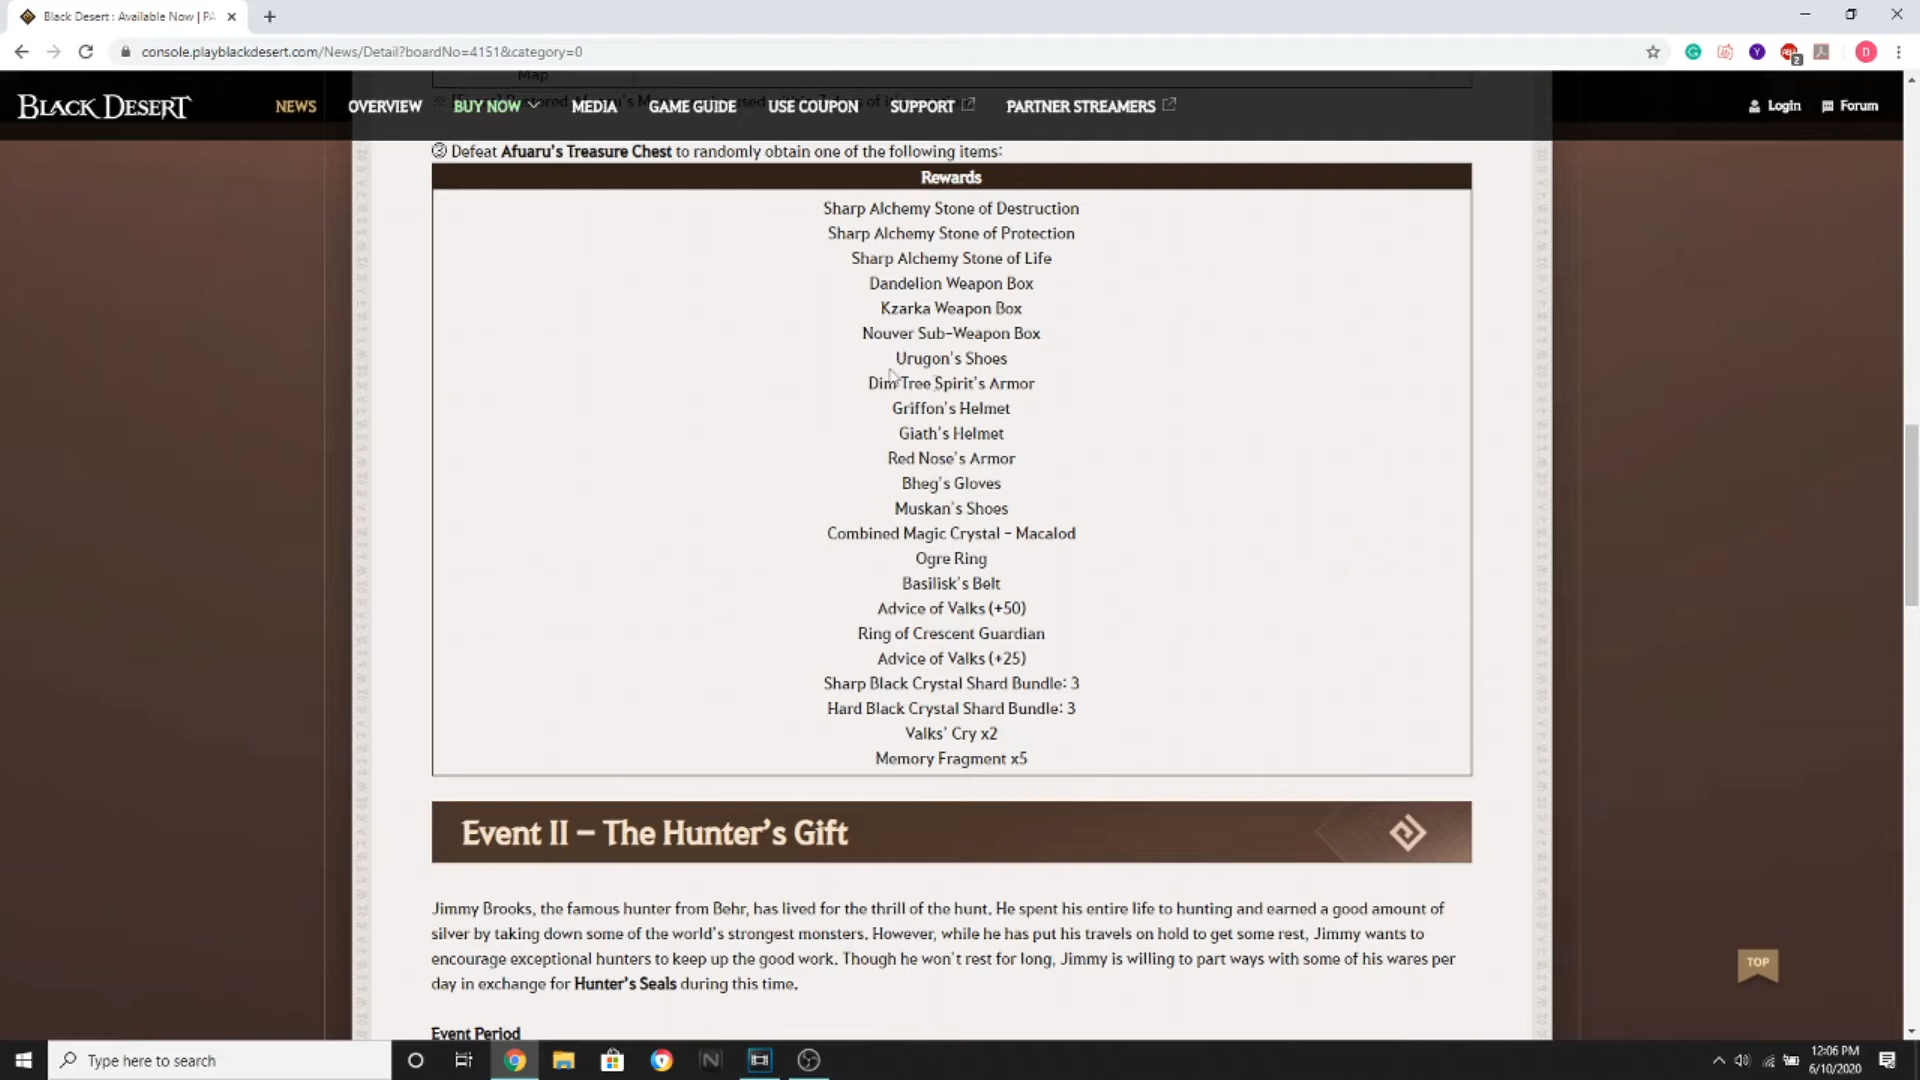 Black Desert : Available Now | PA
console.playblackdesert.com/News/Detail?boardNo=4151&category=0
Map
BLACK DESERT NEWS OVERVIEW BUY NOW MEDIA GAME GUIDE USE COUPON SUPPORT PARTNER STREAMERS Login Forum
③ Defeat Afuaru's Treasure Chest to randomly obtain one of the following items:
Rewards
Sharp Alchemy Stone of Destruction
Sharp Alchemy Stone of Protection
Sharp Alchemy Stone of Life
Dandelion Weapon Box
Kzarka Weapon Box
Nouver Sub-Weapon Box
Urugon's Shoes
Dim Tree Spirit's Armor
Griffon's Helmet
Giath's Helmet
Red Nose's Armor
Bheg's Gloves
Muskan's Shoes
Combined Magic Crystal - Macalod
Ogre Ring
Basilisk's Belt
Advice of Valks (+50)
Ring of Crescent Guardian
Advice of Valks (+25)
Sharp Black Crystal Shard Bundle: 3
Hard Black Crystal Shard Bundle: 3
Valks' Cry x2
Memory Fragment x5
Event II – The Hunter's Gift
Jimmy Brooks, the famous hunter from Behr, has lived for the thrill of the hunt. He spent his entire life to hunting and earned a good amount of
silver by taking down some of the world's strongest monsters. However, while he has put his travels on hold to get some rest, Jimmy wants to
encourage exceptional hunters to keep up the good work. Though he won't rest for long, Jimmy is willing to part ways with some of his wares per
day in exchange for Hunter's Seals during this time.
TOP
Event Period
Type here to search
12:06 PM
6/10/2020